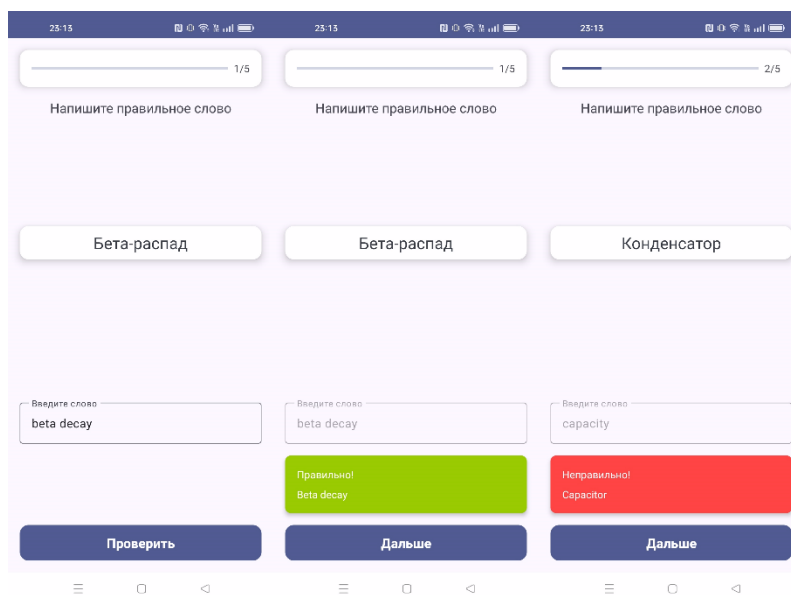 23:13
1/5
Напишите правильное слово
Бета-распад
Введите слово
beta decay
Проверить
23:13
1/5
Напишите правильное слово
Бета-распад
Введите слово
beta decay
Правильно!
Beta decay
Дальше
23:13
2/5
Напишите правильное слово
Конденсатор
Введите слово
capacity
Неправильно!
Capacitor
Дальше